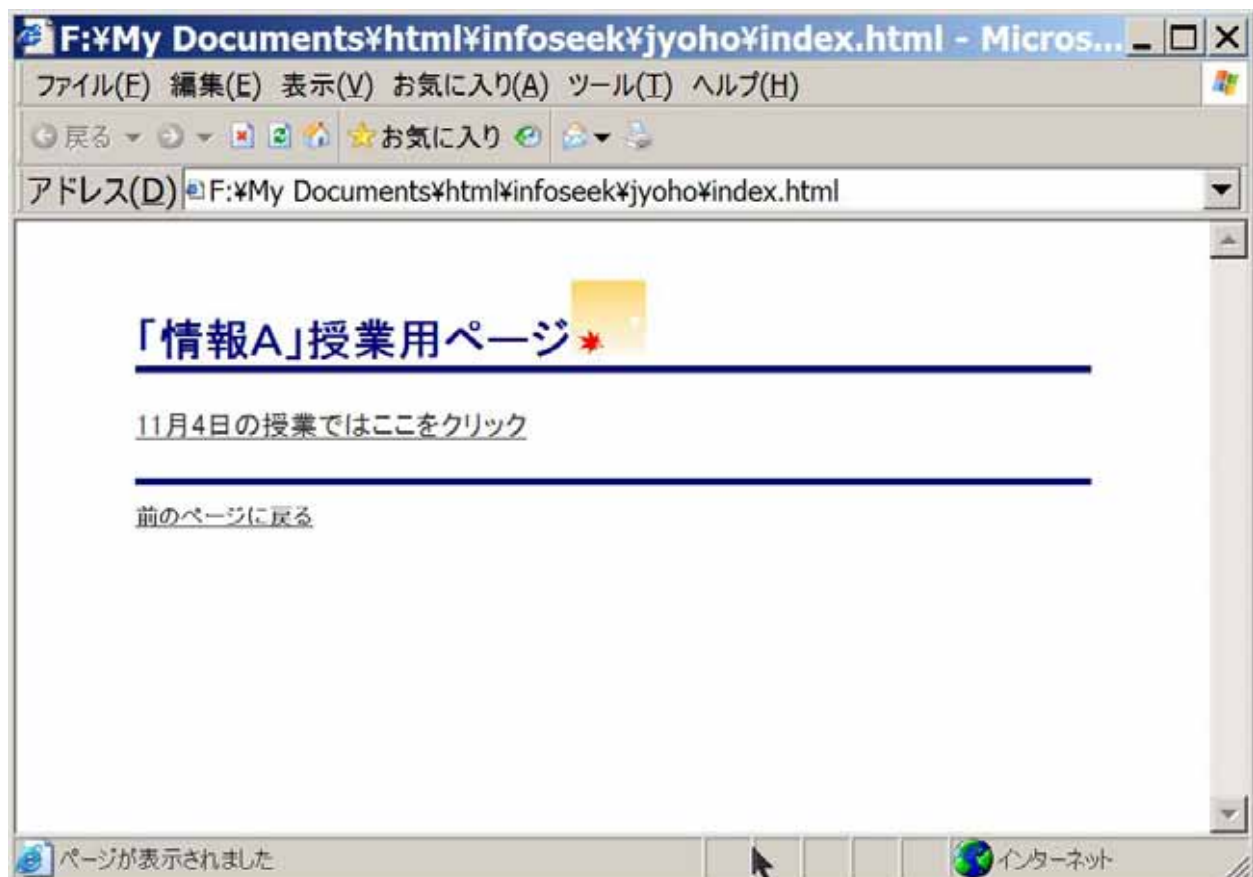 F:¥My Documents¥html¥infoseek¥jyoho¥index.html - Micros...
ファイル(F) 編集(E) 表示(V) お気に入り(A) ツール(T) ヘルプ(H)
戻る お気に入り
アドレス(D) F:¥My Documents¥html¥infoseek¥jyoho¥index.html
「情報A」授業用ページ
11月4日の授業ではここをクリック
前のページに戻る
ページが表示されました インターネット